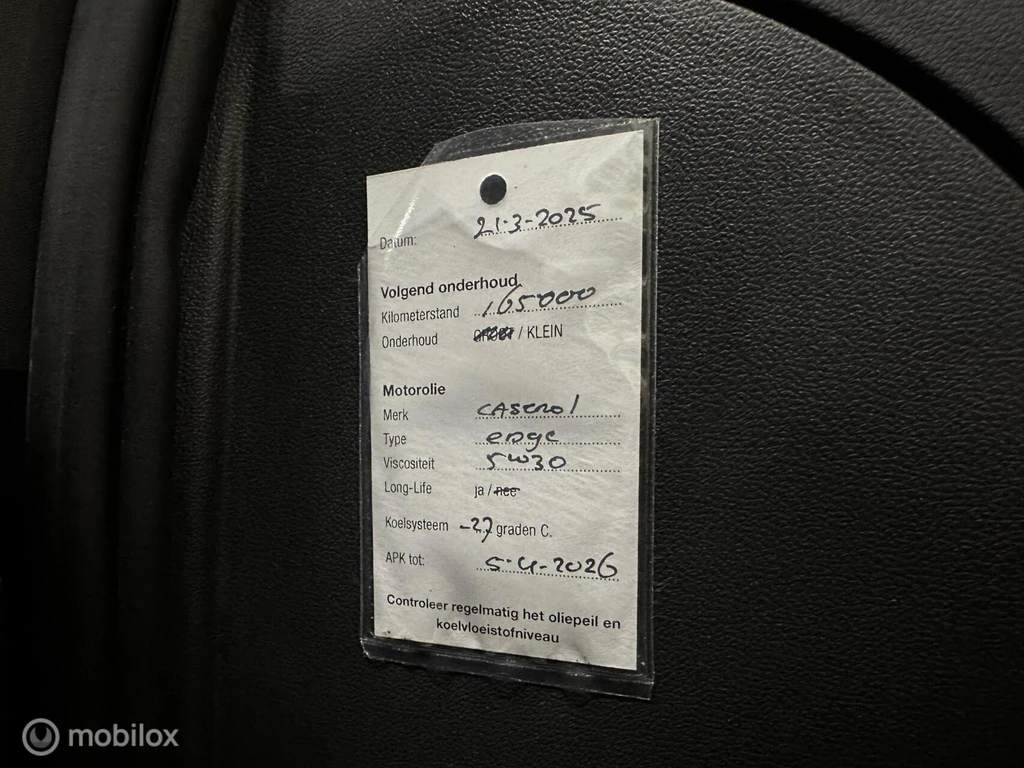 Datum: 21-3-2025
Volgend onderhoud
Kilometerstand 165000
Onderhoud GROOT / KLEIN
Motorolie
Merk CASTROL
Type EDGE
Viscositeit 5W30
Long-Life ja / nee
Koelsysteem -27 graden C.
APK tot: 5-4-2026
Controleer regelmatig het oliepeil en
koelvloeistofniveau
mobilox